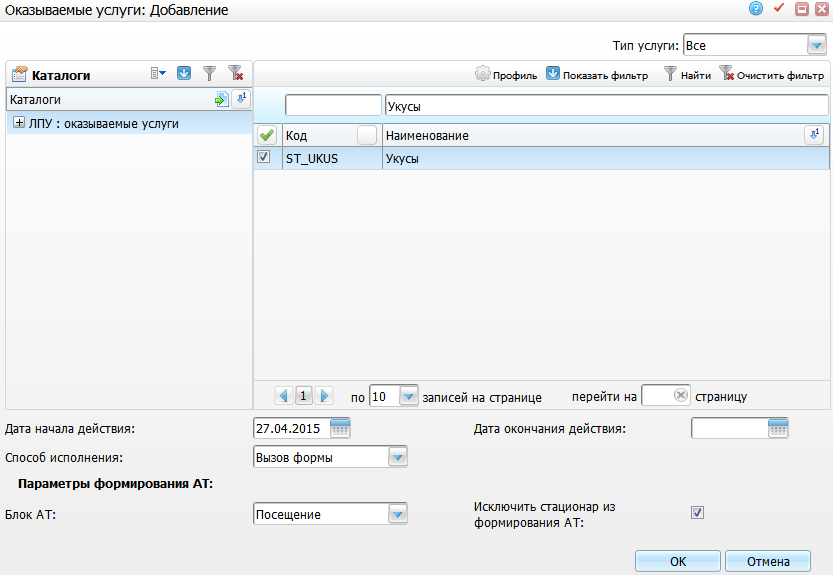 Оказываемые услуги: Добавление
Тип услуги: Все
Каталоги
Профиль Показать фильтр Найти Очистить фильтр
Каталоги
Укусы
ЛПУ : оказываемые услуги
Код Наименование
ST_UKUS Укусы
1 по 10 записей на странице перейти на страницу
Дата начала действия: 27.04.2015 Дата окончания действия:
Способ исполнения: Вызов формы
Параметры формирования АТ:
Блок АТ: Посещение
Исключить стационар из
формирования АТ:
OK Отмена